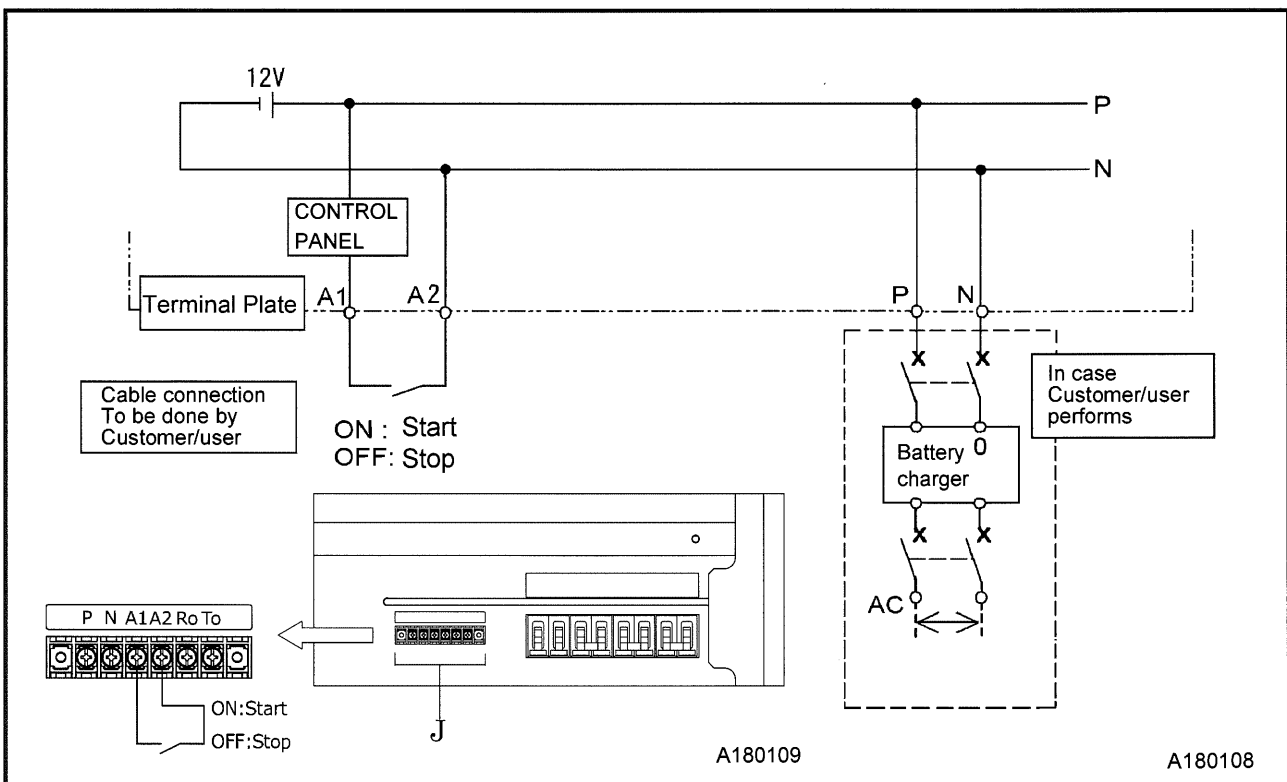 12V
P
N
CONTROL
PANEL
Terminal Plate
A1
A2
P
N
Cable connection
To be done by
Customer/user
ON : Start
OFF: Stop
In case
Customer/user
performs
Battery
charger
0
AC
P N A1 A2 Ro To
ON:Start
OFF:Stop
J
A180109
A180108